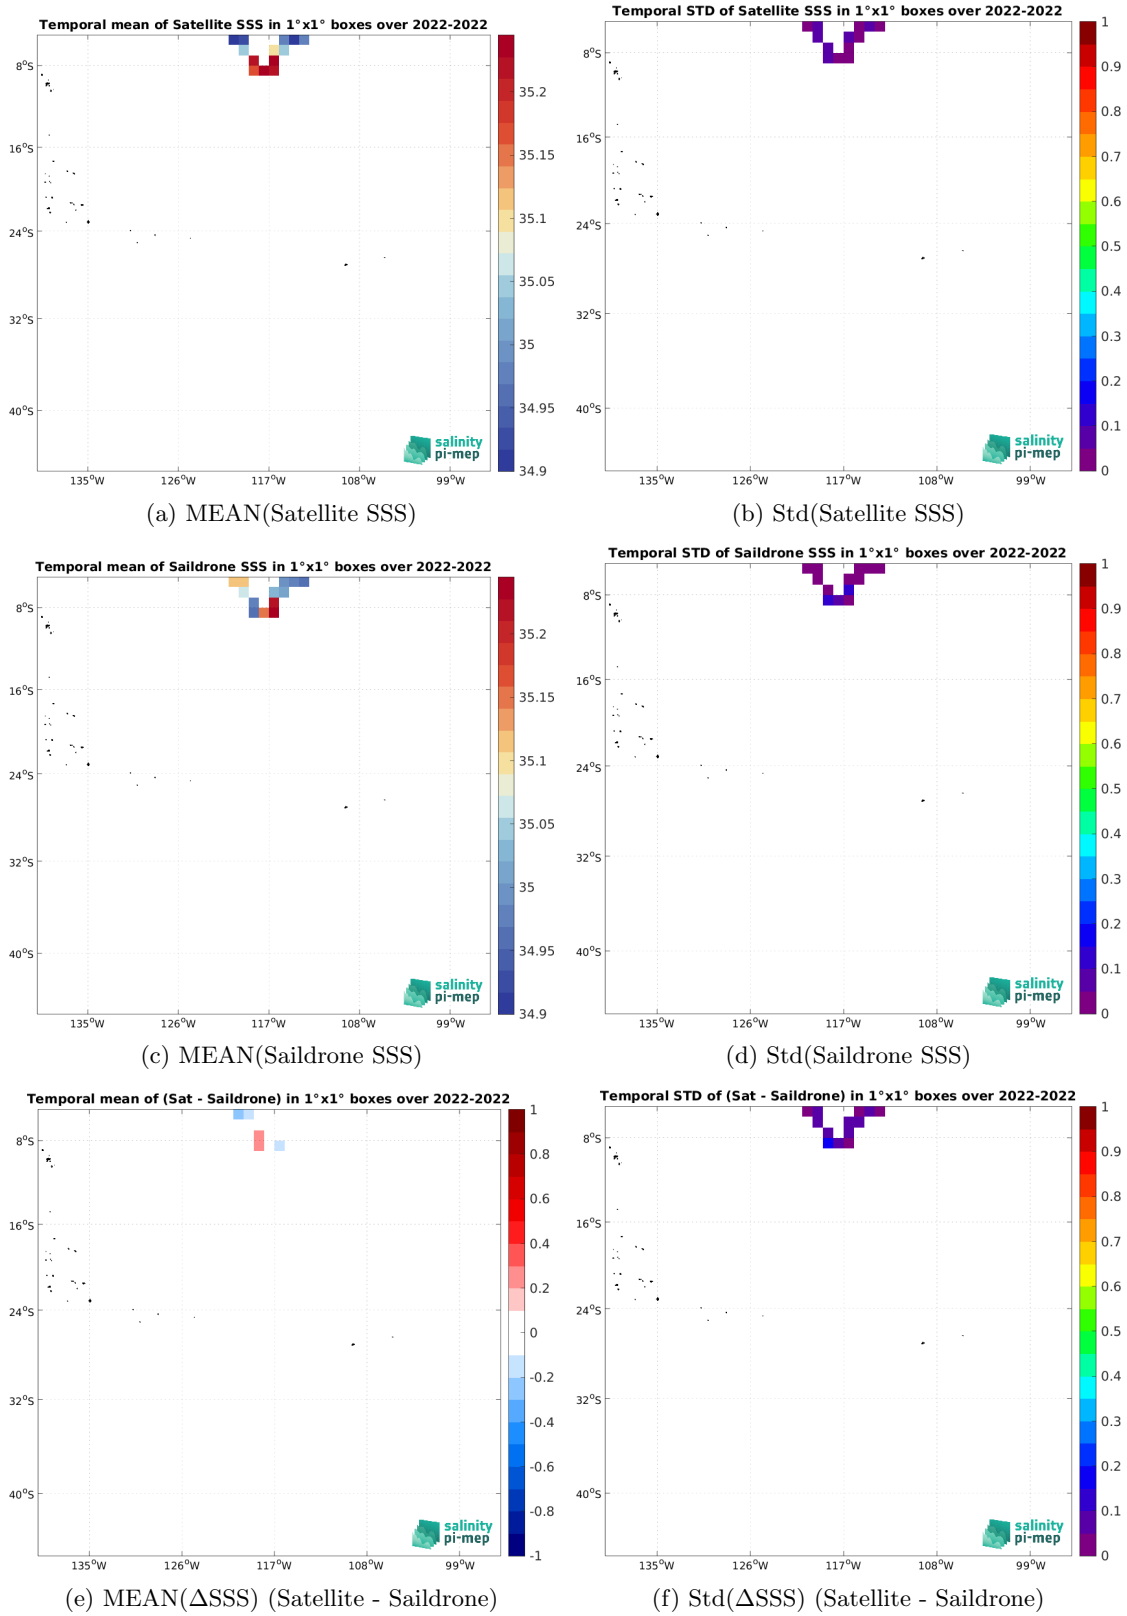 Temporal mean of Satellite SSS in 1°x1° boxes over 2022-2022
8°S
16°S
24°S
32°S
40°S
135°W 126°W 117°W 108°W 99°W
35.2
35.15
35.1
35.05
35
34.95
34.9
salinity
pi-mep
(a) MEAN(Satellite SSS)
Temporal STD of Satellite SSS in 1°x1° boxes over 2022-2022
8°S
16°S
24°S
32°S
40°S
135°W 126°W 117°W 108°W 99°W
1
0.9
0.8
0.7
0.6
0.5
0.4
0.3
0.2
0.1
0
salinity
pi-mep
(b) Std(Satellite SSS)
Temporal mean of Saildrone SSS in 1°x1° boxes over 2022-2022
8°S
16°S
24°S
32°S
40°S
135°W 126°W 117°W 108°W 99°W
35.2
35.15
35.1
35.05
35
34.95
34.9
salinity
pi-mep
(c) MEAN(Saildrone SSS)
Temporal STD of Saildrone SSS in 1°x1° boxes over 2022-2022
8°S
16°S
24°S
32°S
40°S
135°W 126°W 117°W 108°W 99°W
1
0.9
0.8
0.7
0.6
0.5
0.4
0.3
0.2
0.1
0
salinity
pi-mep
(d) Std(Saildrone SSS)
Temporal mean of (Sat - Saildrone) in 1°x1° boxes over 2022-2022
8°S
16°S
24°S
32°S
40°S
135°W 126°W 117°W 108°W 99°W
1
0.8
0.6
0.4
0.2
0
-0.2
-0.4
-0.6
-0.8
-1
salinity
pi-mep
(e) MEAN(ΔSSS) (Satellite - Saildrone)
Temporal STD of (Sat - Saildrone) in 1°x1° boxes over 2022-2022
8°S
16°S
24°S
32°S
40°S
135°W 126°W 117°W 108°W 99°W
1
0.9
0.8
0.7
0.6
0.5
0.4
0.3
0.2
0.1
0
salinity
pi-mep
(f) Std(ΔSSS) (Satellite - Saildrone)